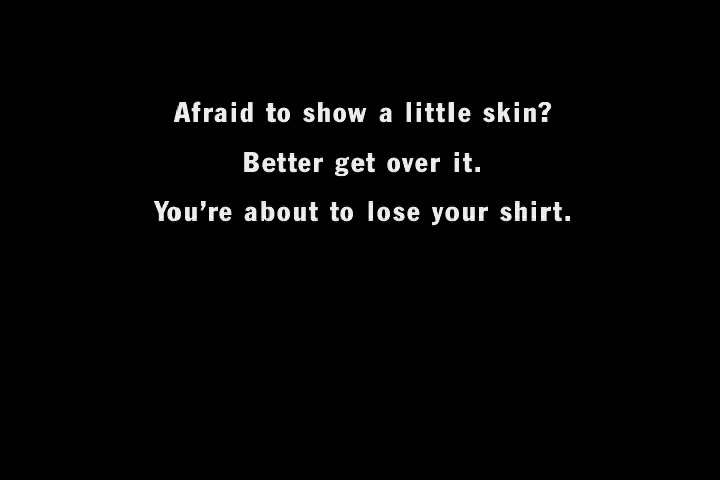 Afraid to show a little skin?
Better get over it.
You're about to lose your shirt.